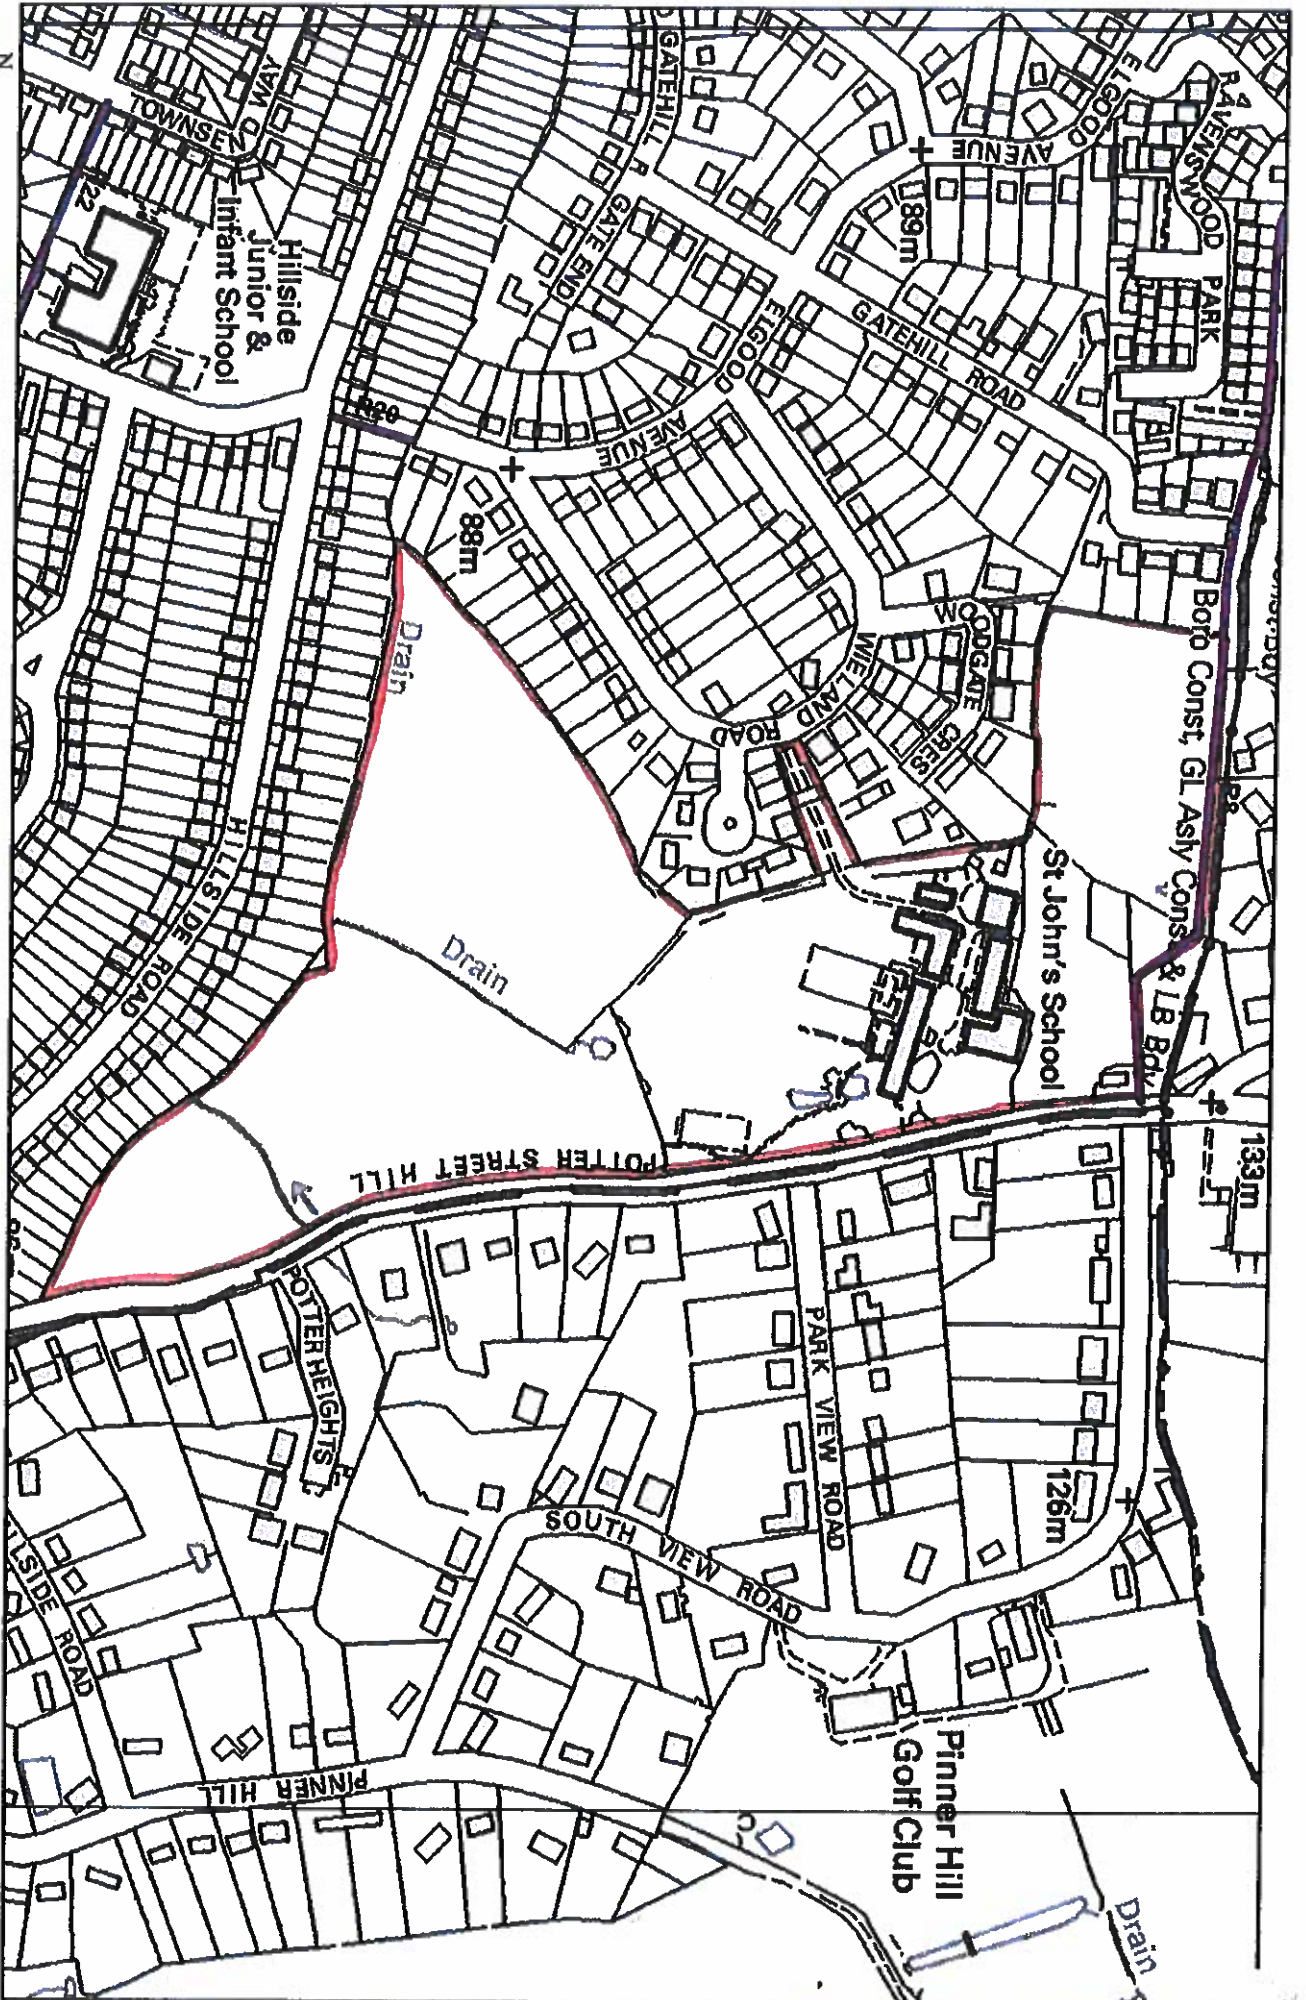 RAVENSWOOD PARK
ELGOOD AVENUE
89m
GATEHILL ROAD
GATEHILL R
GATE END
ELGOOD AVENUE
TOWNSEND WAY
Hillside
Junior &
Infant School
22
R20
88m
Drain
WOODGATE CRES
WIELAND ROAD
St John's School
Boro Const, GL Asly Const & LB Bdy
133m
Drain
HILLSIDE ROAD
POTTER STREET HILL
POTTER HEIGHTS
PARK VIEW ROAD
126m
SOUTH VIEW ROAD
PINNER HILL
Pinner Hill
Golf Club
Drain
ROAD
N